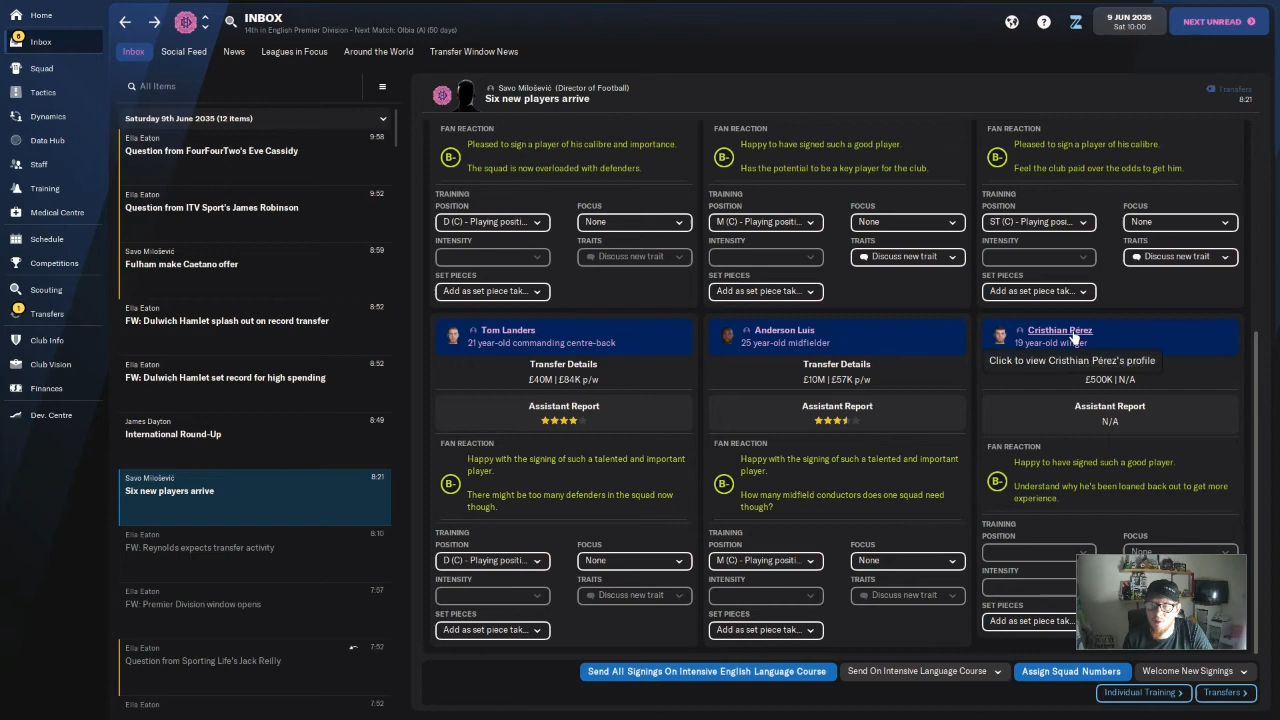 Home
INBOX
14th in English Premier Division - Next Match: Olbia (A) (50 days)
9 JUN 2035
Sat 10:00
NEXT UNREAD
6
Inbox
Squad
Tactics
Dynamics
Data Hub
Staff
Training
Medical Centre
Schedule
Competitions
Scouting
1
Transfers
Club Info
Club Vision
Finances
Dev. Centre
Inbox
Social Feed
News
Leagues in Focus
Around the World
Transfer Window News
All Items
Saturday 9th June 2035 (12 items)
Ella Eaton
9:58
Question from FourFourTwo's Eve Cassidy
Ella Eaton
9:52
Question from ITV Sport's James Robinson
Savo Milošević
8:59
Fulham make Caetano offer
Ella Eaton
8:52
FW: Dulwich Hamlet splash out on record transfer
Ella Eaton
8:52
FW: Dulwich Hamlet set record for high spending
James Dayton
8:49
International Round-Up
Savo Milošević
8:21
Six new players arrive
Ella Eaton
8:10
FW: Reynolds expects transfer activity
Ella Eaton
7:57
FW: Premier Division window opens
Ella Eaton
7:52
Question from Sporting Life's Jack Reilly
Ella Eaton
7:52
Savo Milošević (Director of Football)
Six new players arrive
Transfers
8:21
FAN REACTION
B-
Pleased to sign a player of his calibre and importance.
The squad is now overloaded with defenders.
TRAINING
POSITION
FOCUS
D (C) - Playing positi...
None
INTENSITY
TRAITS
Discuss new trait
SET PIECES
Add as set piece tak...
FAN REACTION
B-
Happy to have signed such a good player.
Has the potential to be a key player for the club.
TRAINING
POSITION
FOCUS
M (C) - Playing positi...
None
INTENSITY
TRAITS
Discuss new trait
SET PIECES
Add as set piece tak...
FAN REACTION
B-
Pleased to sign a player of his calibre.
Feel the club paid over the odds to get him.
TRAINING
POSITION
FOCUS
ST (C) - Playing posi...
None
INTENSITY
TRAITS
Discuss new trait
SET PIECES
Add as set piece tak...
Tom Landers
21 year-old commanding centre-back
Transfer Details
£40M | £84K p/w
Assistant Report
FAN REACTION
B-
Happy with the signing of such a talented and important
player.
There might be too many defenders in the squad now
though.
TRAINING
POSITION
FOCUS
D (C) - Playing positi...
None
INTENSITY
TRAITS
Discuss new trait
SET PIECES
Add as set piece tak...
Anderson Luís
25 year-old midfielder
Transfer Details
£10M | £57K p/w
Assistant Report
FAN REACTION
B-
Happy with the signing of such a talented and important
player.
How many midfield conductors does one squad need
though?
TRAINING
POSITION
FOCUS
M (C) - Playing positi...
None
INTENSITY
TRAITS
Discuss new trait
SET PIECES
Add as set piece tak...
Cristhian Pérez
19 year-old winger
Click to view Cristhian Pérez's profile
£500K | N/A
Assistant Report
N/A
FAN REACTION
B-
Happy to have signed such a good player.
Understand why he's been loaned back out to get more
experience.
TRAINING
POSITION
FOCUS
None
INTENSITY
SET PIECES
Add as set piece tak...
Send All Signings On Intensive English Language Course
Send On Intensive Language Course
Assign Squad Numbers
Welcome New Signings
Individual Training
Transfers